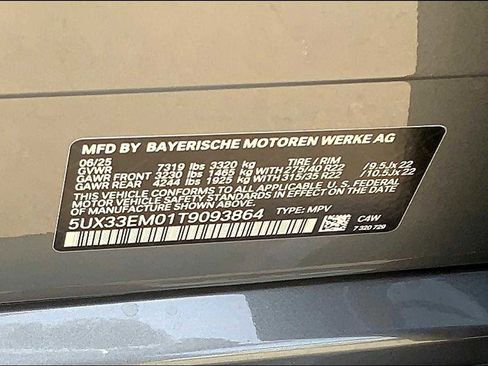 MFD BY BAYERISCHE MOTOREN WERKE AG
06/25 TIRE / RIM
GVWR 7319 lbs 3320 kg
GAWR FRONT 3230 lbs 1465 kg WITH 275/40 R22 / 9.5Jx22
GAWR REAR 4244 lbs 1925 kg WITH 315/35 R22 / 10.5Jx22
THIS VEHICLE CONFORMS TO ALL APPLICABLE U.S. FEDERAL
MOTOR VEHICLE SAFETY STANDARDS IN EFFECT ON THE DATE
OF MANUFACTURE SHOWN ABOVE.
5UX33EM01T9093864 TYPE: MPV C4W
7 320 729